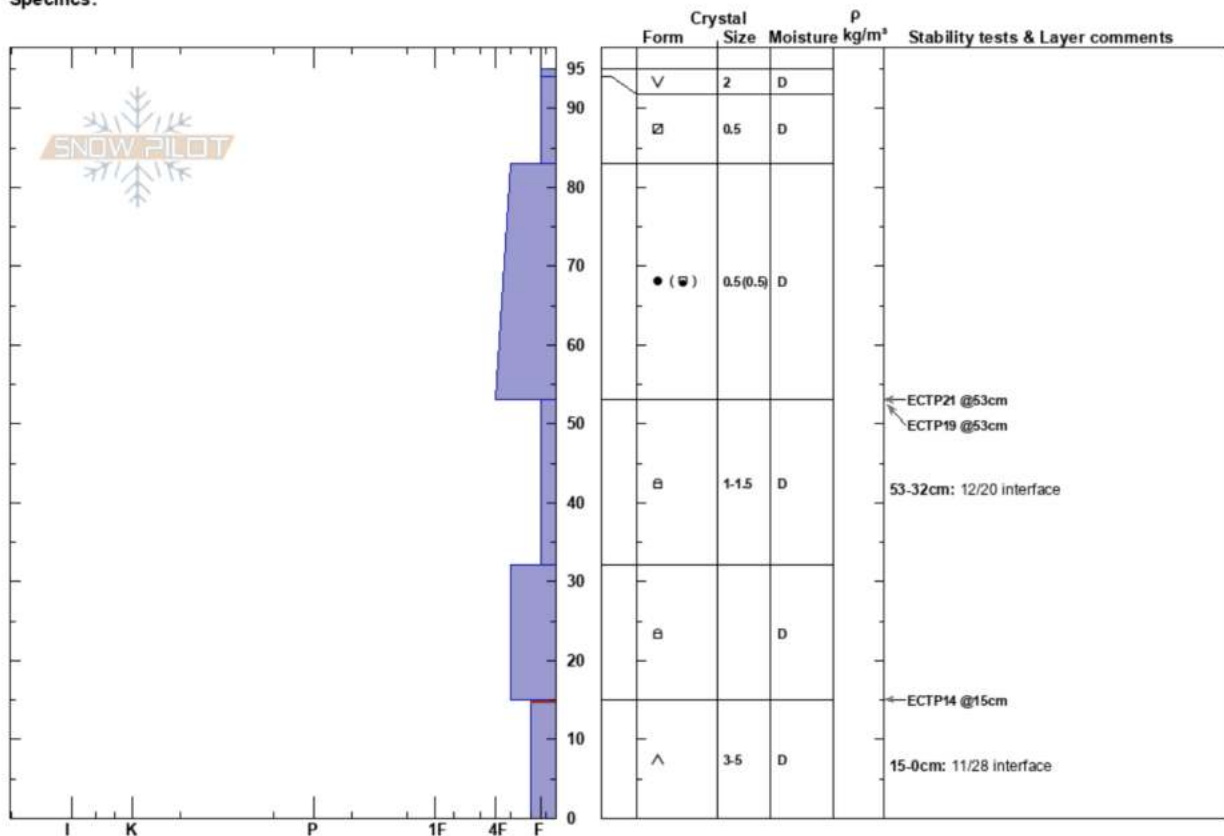 Specifics:
Crystal
Form Size Moisture ρ kg/m³ Stability tests & Layer comments
SNOW PILOT
95
2 D
90
0.5 D
80
70
0.5(0.5) D
60
ECTP21 @53cm
50
ECTP19 @53cm
1-1.5 D
53-32cm: 12/20 interface
40
30
D
20
ECTP14 @15cm
10
3-5 D
15-0cm: 11/28 interface
0
I K P 1F 4F F